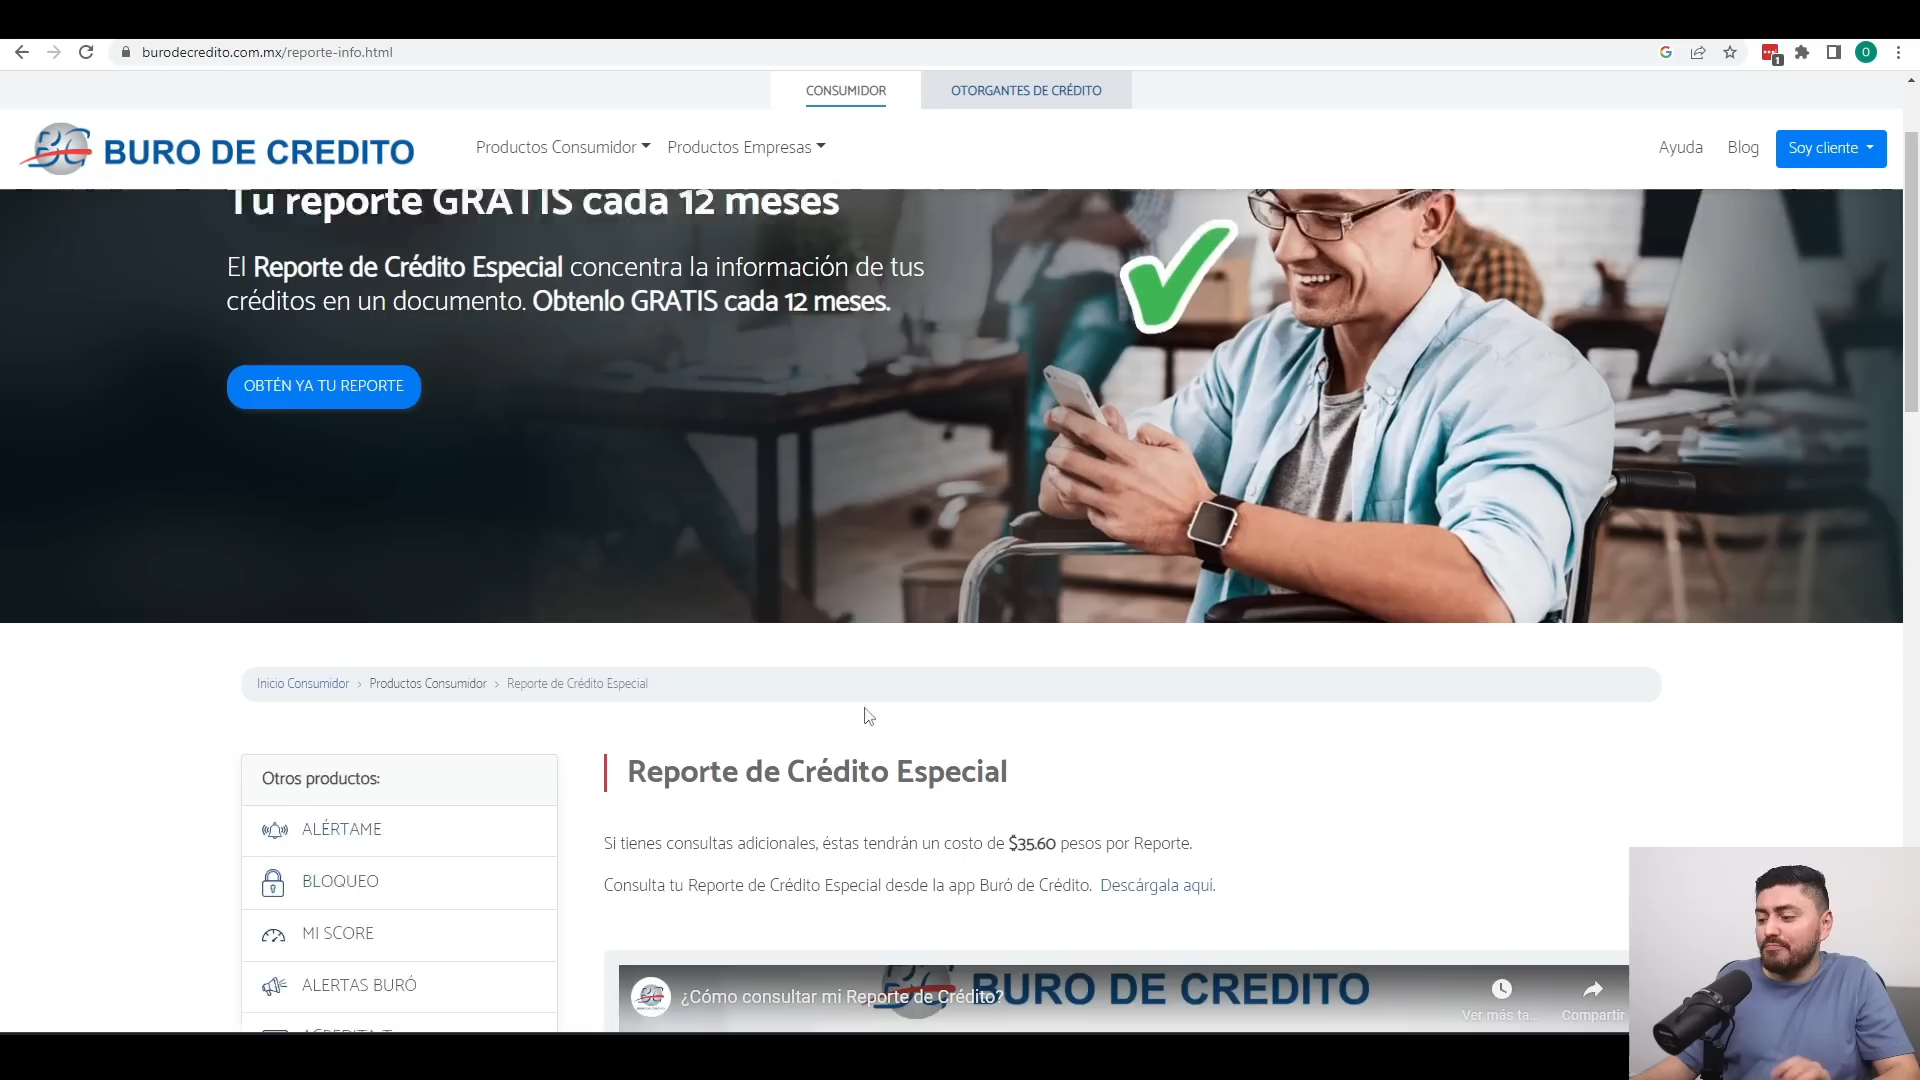 burodecredito.com.mx/reporte-info.html
1
O
CONSUMIDOR
OTORGANTES DE CRÉDITO
BC BURO DE CREDITO
Productos Consumidor
Productos Empresas
Ayuda
Blog
Soy cliente
Tu reporte GRATIS cada 12 meses
El Reporte de Crédito Especial concentra la información de tus
créditos en un documento. Obtenlo GRATIS cada 12 meses.
OBTÉN YA TU REPORTE
Inicio Consumidor > Productos Consumidor > Reporte de Crédito Especial
Otros productos:
ALÉRTAME
BLOQUEO
MI SCORE
ALERTAS BURÓ
Reporte de Crédito Especial
Si tienes consultas adicionales, éstas tendrán un costo de $35.60 pesos por Reporte.
Consulta tu Reporte de Crédito Especial desde la app Buró de Crédito. Descárgala aquí.
¿Cómo consultar mi Reporte de Crédito?
BURO DE CREDITO
Ver más ta...
Compartir